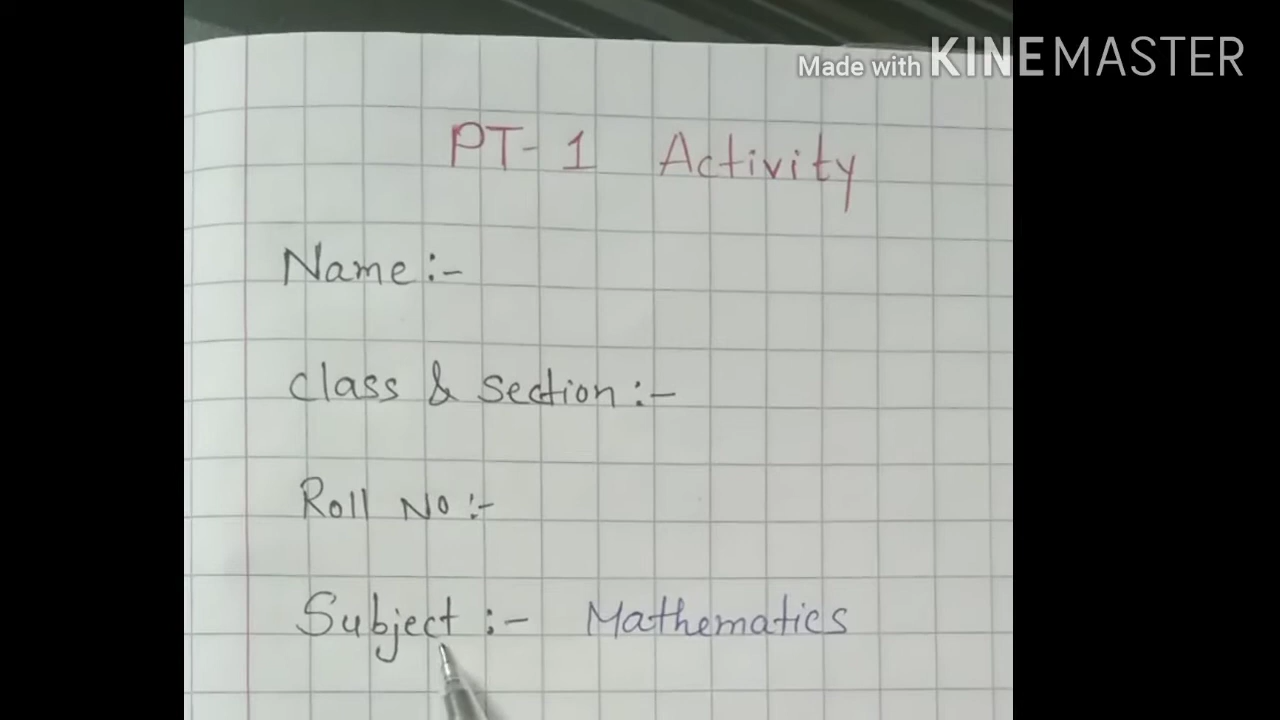 Made with KINEMASTER
PT- 1 Activity
Name :-
Class & Section :-
Roll No :-
Subject :- Mathematics